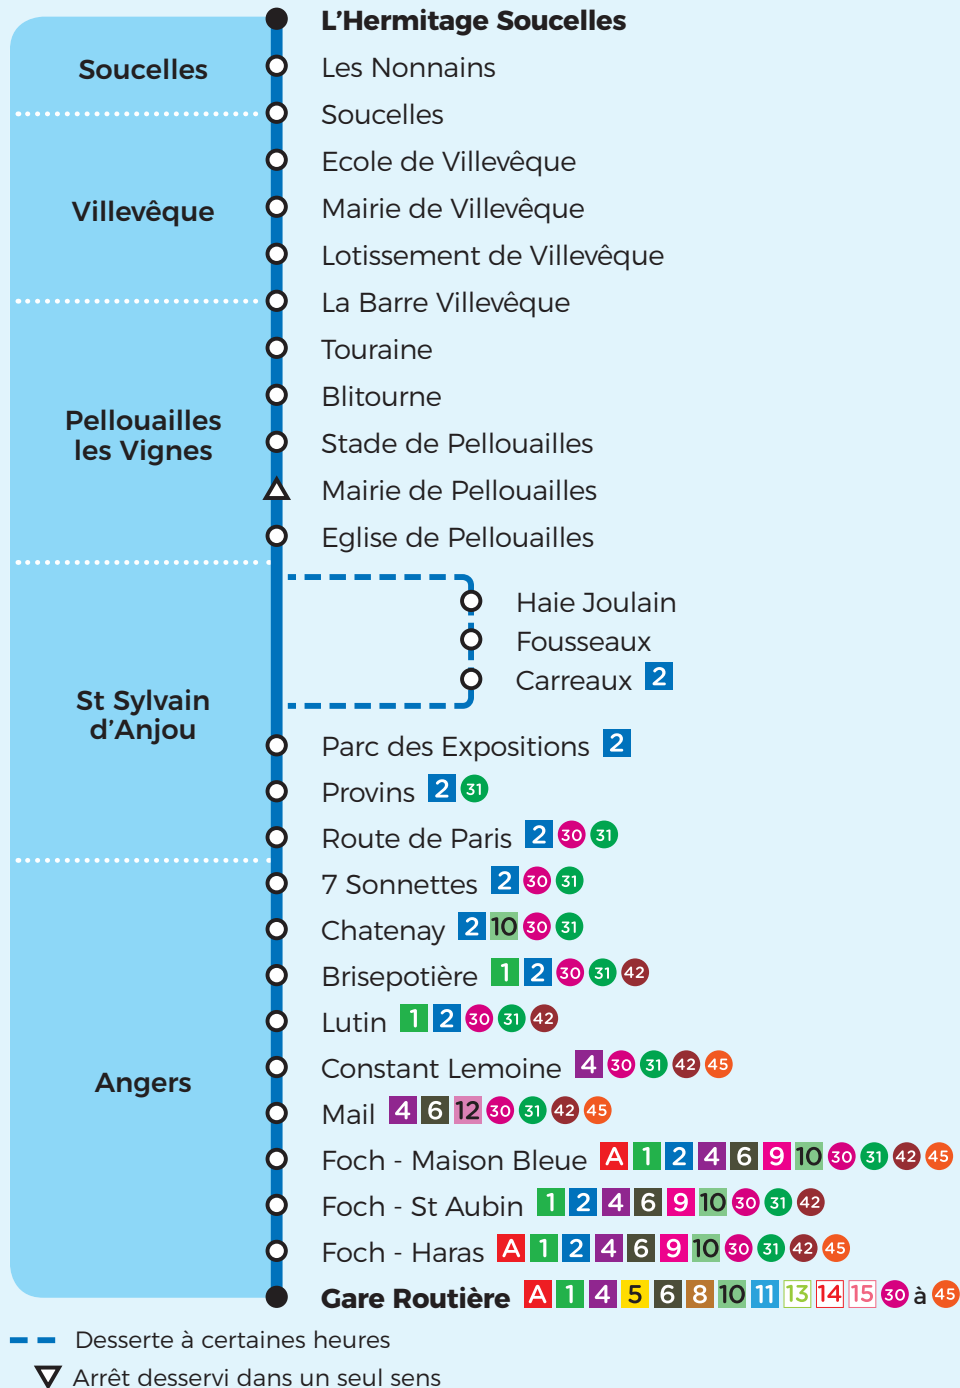 L'Hermitage Soucelles
Soucelles
Les Nonnains
Soucelles
Ecole de Villevêque
Villevêque
Mairie de Villevêque
Lotissement de Villevêque
La Barre Villevêque
Touraine
Blitourne
Pellouailles
les Vignes
Stade de Pellouailles
Mairie de Pellouailles
Eglise de Pellouailles
Haie Joulain
Fousseaux
Carreaux 2
St Sylvain
d'Anjou
Parc des Expositions 2
Provins 2 31
Route de Paris 2 30 31
7 Sonnettes 2 30 31
Chatenay 2 10 30 31
Brisepotière 1 2 30 31 42
Lutin 1 2 30 31 42
Constant Lemoine 4 30 31 42 45
Angers
Mail 4 6 12 30 31 42 45
Foch - Maison Bleue A 1 2 4 6 9 10 30 31 42 45
Foch - St Aubin 1 2 4 6 9 10 30 31 42
Foch - Haras A 1 2 4 6 9 10 30 31 42 45
Gare Routière A 1 4 5 6 8 10 11 13 14 15 30 à 45
Desserte à certaines heures
Arrêt desservi dans un seul sens